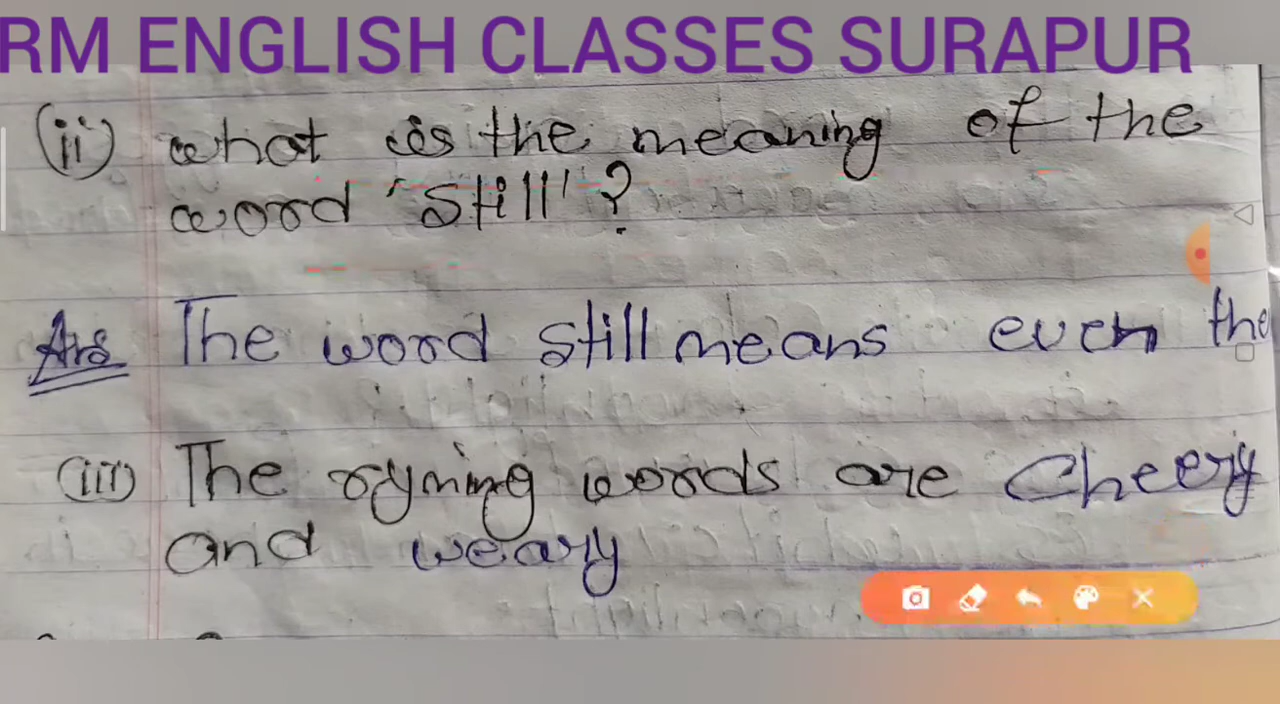 RM ENGLISH CLASSES SURAPUR
(ii) what is the meaning of the
word 'still'?
Ans The word still means even the
(iii) The ryming words are Cheery
and weary